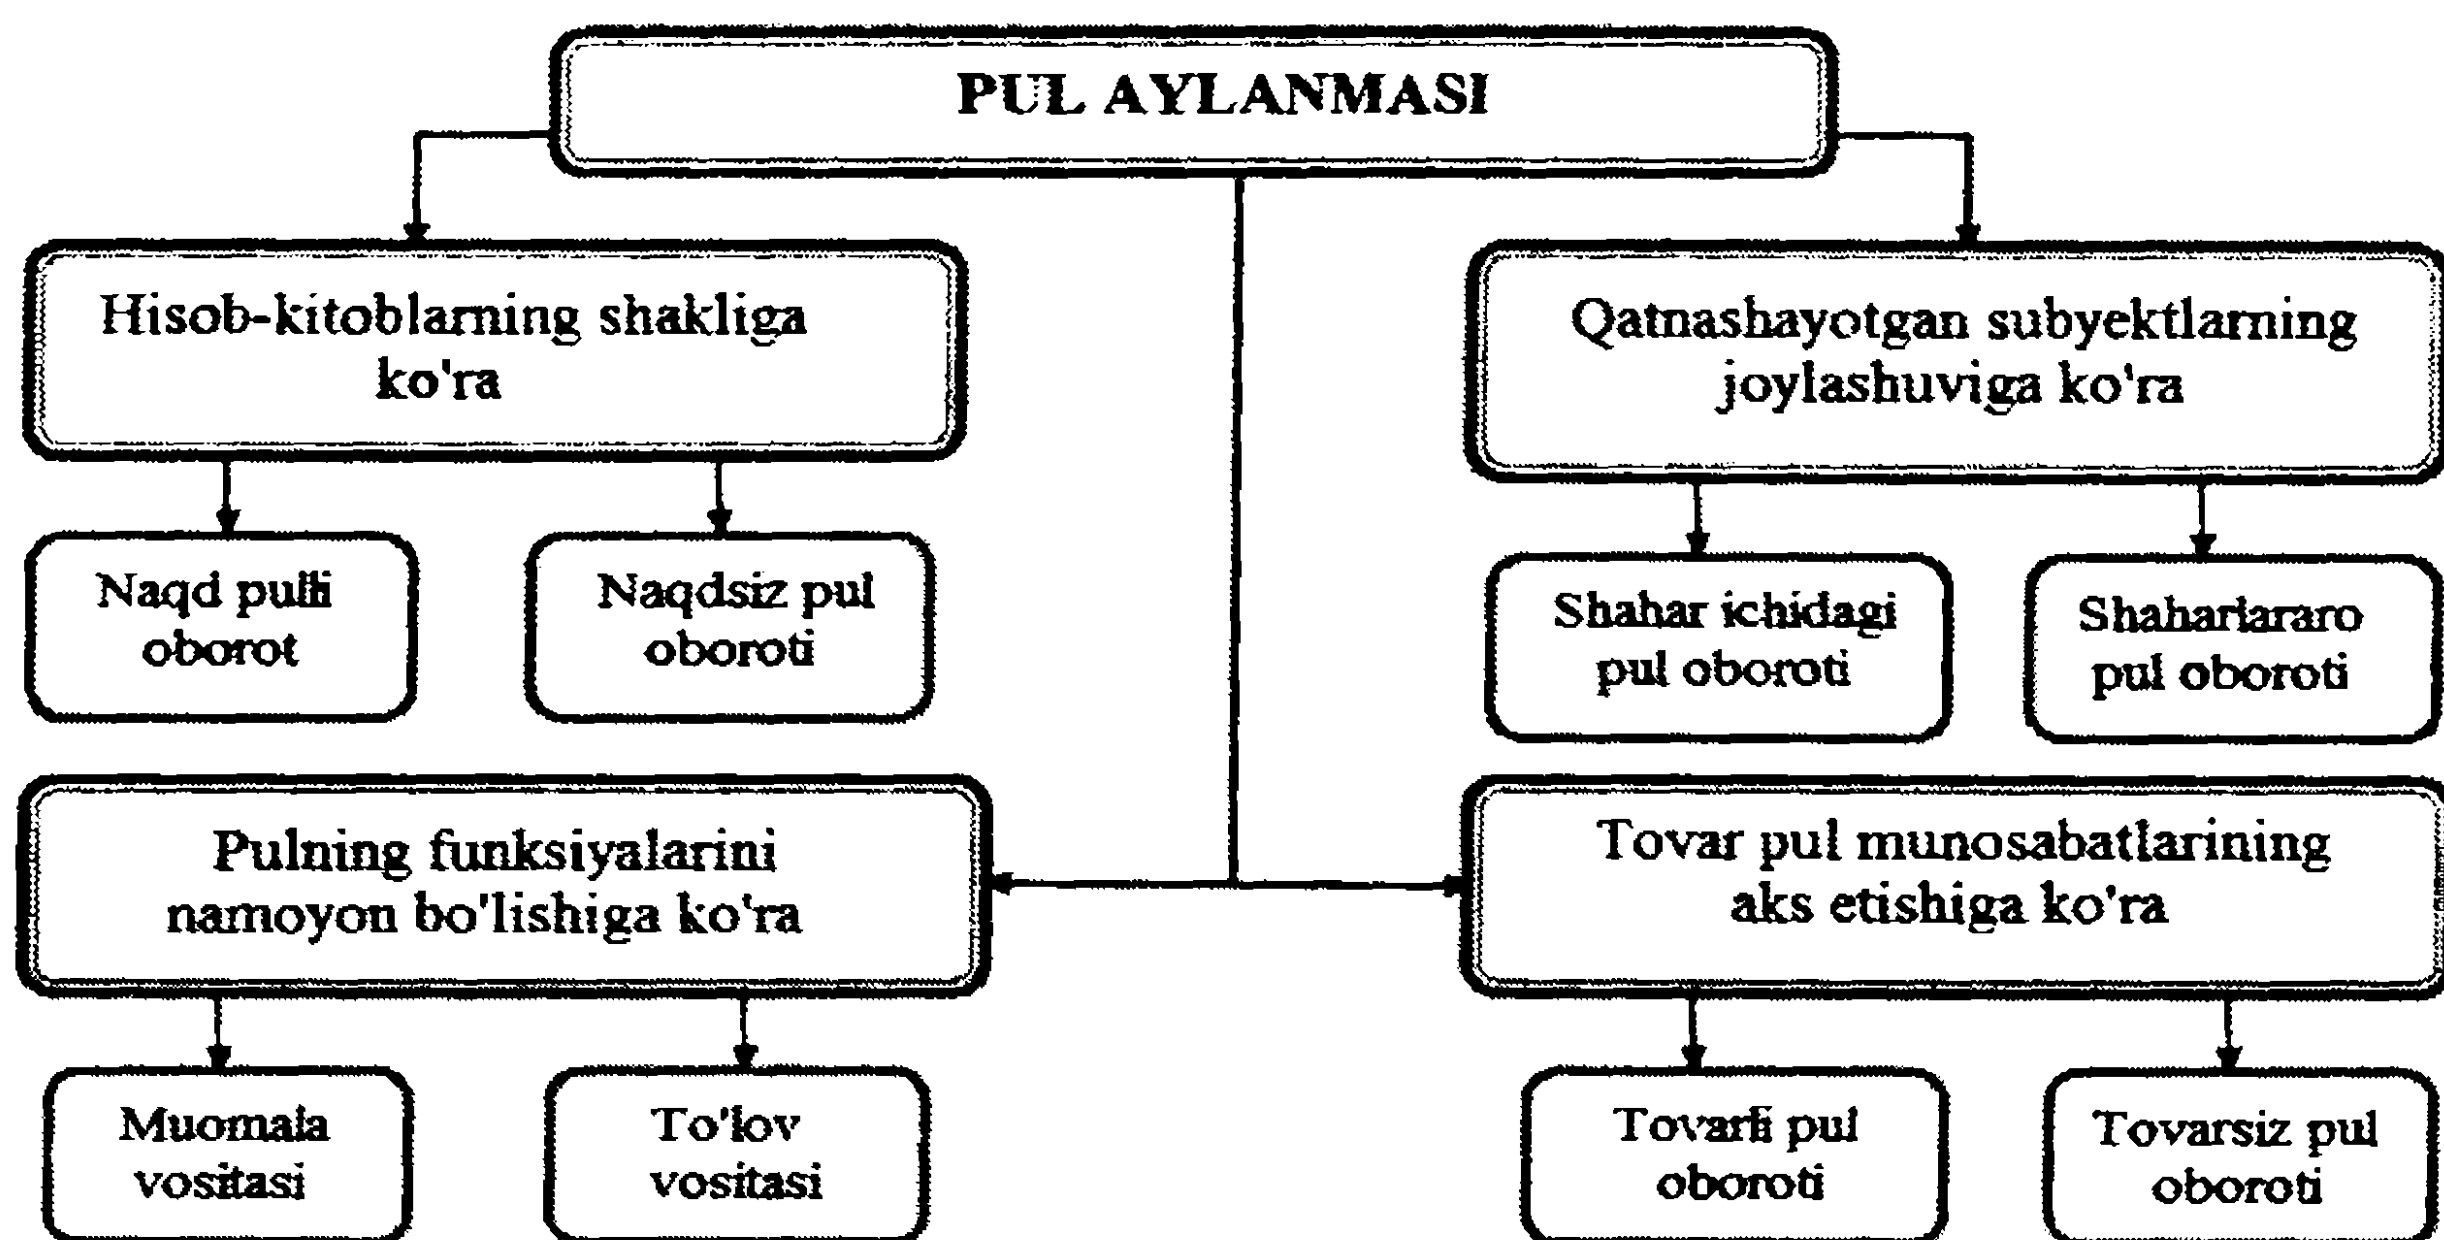 PUL AYLANMASI
Hisob-kitoblarning shakliga
ko'ra
Qatnashayotgan subyektlarning
joylashuviga ko'ra
Naqd pulli
oborot
Naqdsiz pul
oboroti
Shahar ichidagi
pul oboroti
Shaharlararo
pul oboroti
Pulning funksiyalarini
namoyon bo'lishiga ko'ra
Tovar pul munosabatlarining
aks etishiga ko'ra
Muomala
vositasi
To'lov
vositasi
Tovarli pul
oboroti
Tovarsiz pul
oboroti